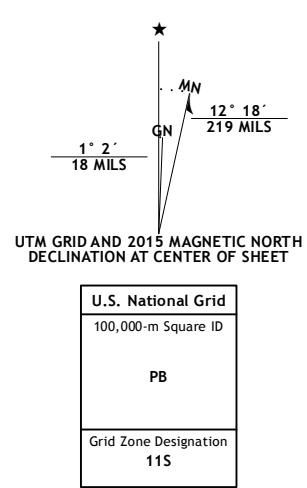 MN
12° 18´
219 MILS
GN
1° 2´
18 MILS
UTM GRID AND 2015 MAGNETIC NORTH
DECLINATION AT CENTER OF SHEET
U.S. National Grid
100,000-m Square ID
PB
Grid Zone Designation
11S